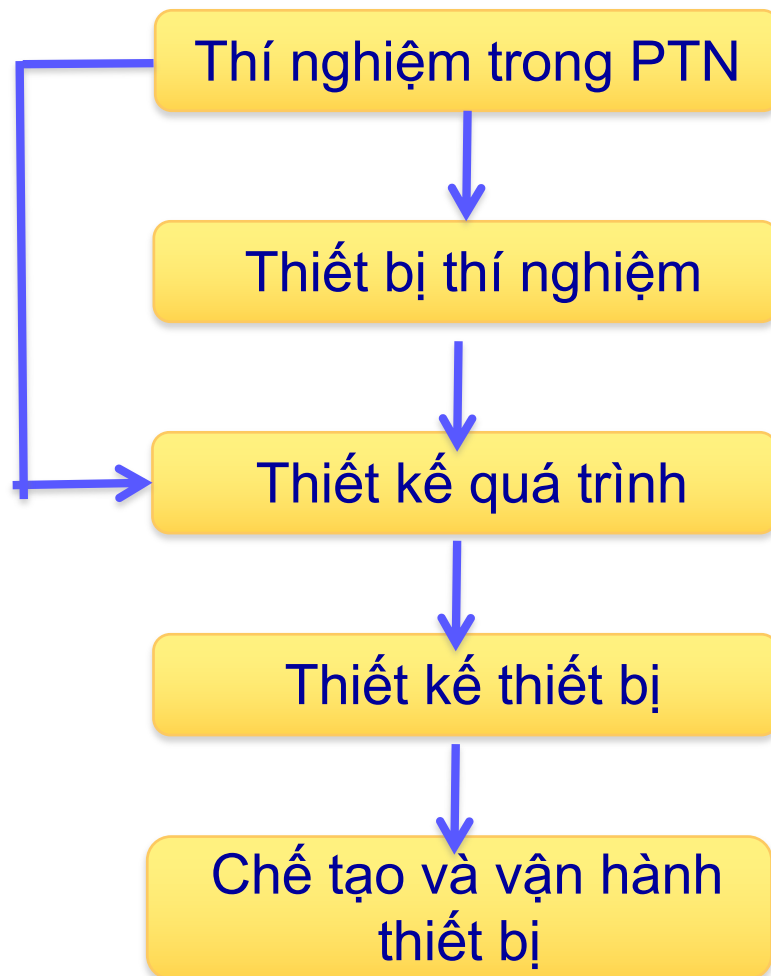 Thí nghiệm trong PTN
Thiết bị thí nghiệm
Thiết kế quá trình
Thiết kế thiết bị
Chế tạo và vận hành
thiết bị